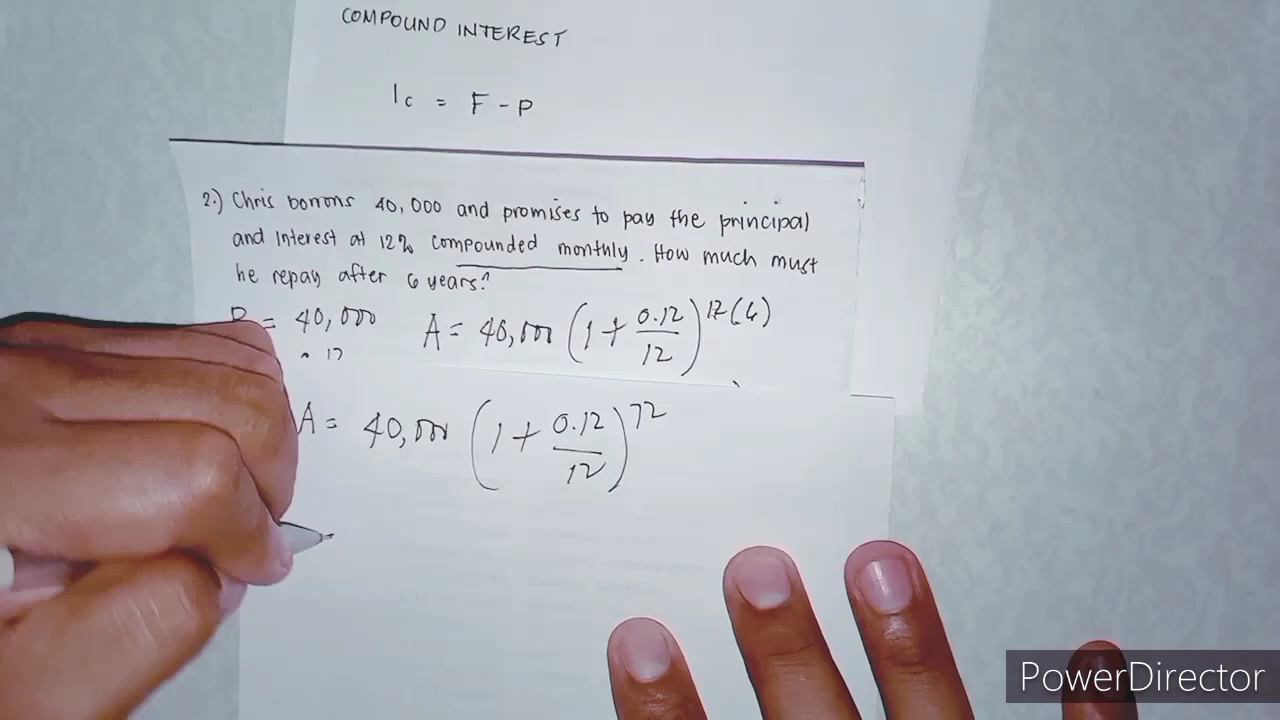 COMPOUND INTEREST
Ic = F - P
2.) Chris borrows 40,000 and promises to pay the principal
and interest at 12% compounded monthly. How much must
he repay after 6 years?
P = 40,000 A = 40,000 (1 + 0.12/12)^12(6)
12
A = 40,000 (1 + 0.12/12)^72
PowerDirector